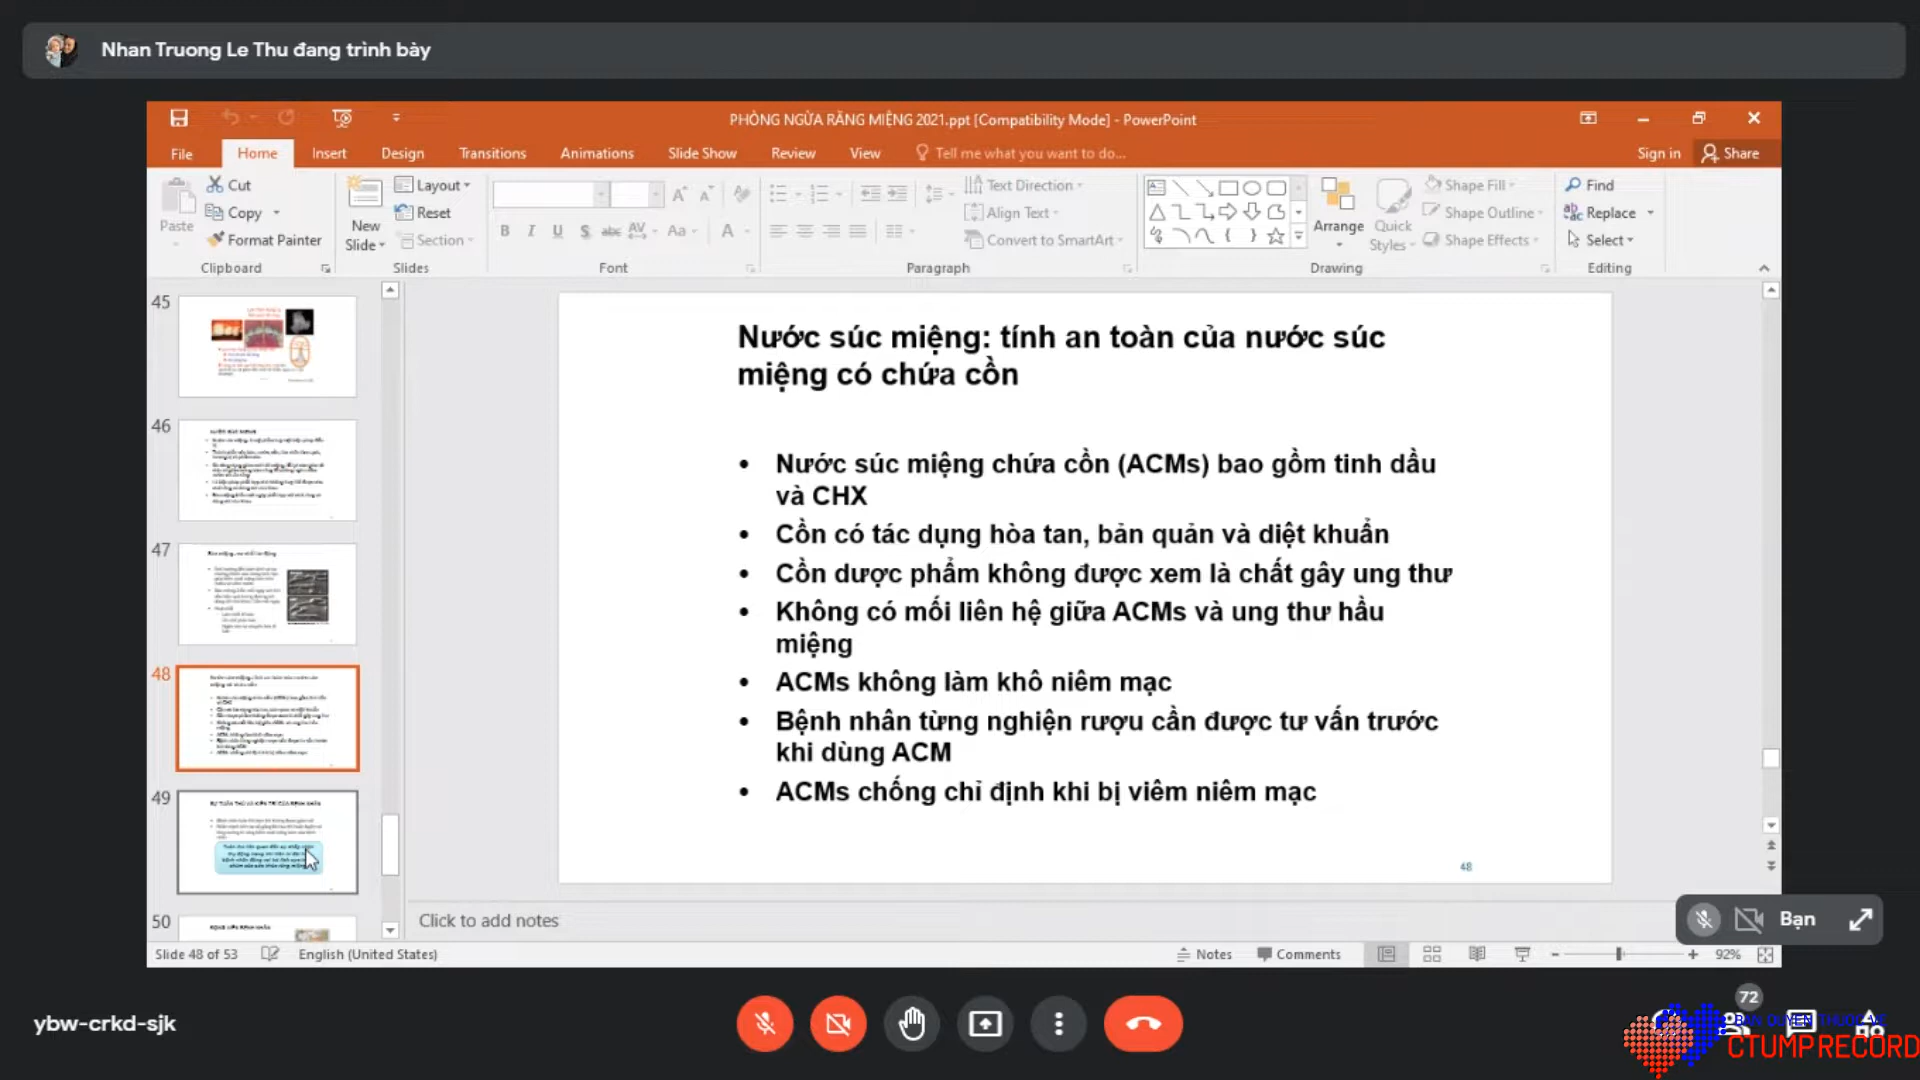 Nhan Truong Le Thu đang trình bày
PHÒNG NGỪA RĂNG MIỆNG 2021.ppt [Compatibility Mode] - PowerPoint
File Home Insert Design Transitions Animations Slide Show Review View Tell me what you want to do... Sign in Share
Paste Cut Copy Format Painter Clipboard
New Slide Layout Reset Section Slides
B I U S abc AV Aa A Font
Text Direction Align Text Convert to SmartArt Paragraph
Arrange Quick Styles Shape Fill Shape Outline Shape Effects Drawing
Find Replace Select Editing
45
46
47
48
49
50
Nước súc miệng: tính an toàn của nước súc
miệng có chứa cồn
• Nước súc miệng chứa cồn (ACMs) bao gồm tinh dầu
và CHX
• Cồn có tác dụng hòa tan, bản quản và diệt khuẩn
• Cồn dược phẩm không được xem là chất gây ung thư
• Không có mối liên hệ giữa ACMs và ung thư hầu
miệng
• ACMs không làm khô niêm mạc
• Bệnh nhân từng nghiện rượu cần được tư vấn trước
khi dùng ACM
• ACMs chống chỉ định khi bị viêm niêm mạc
48
Click to add notes
Bạn
Slide 48 of 53 English (United States) Notes Comments 92%
ybw-crkd-sjk
72
BẢN QUYỀN THUỘC VỀ
CTUMP RECORD